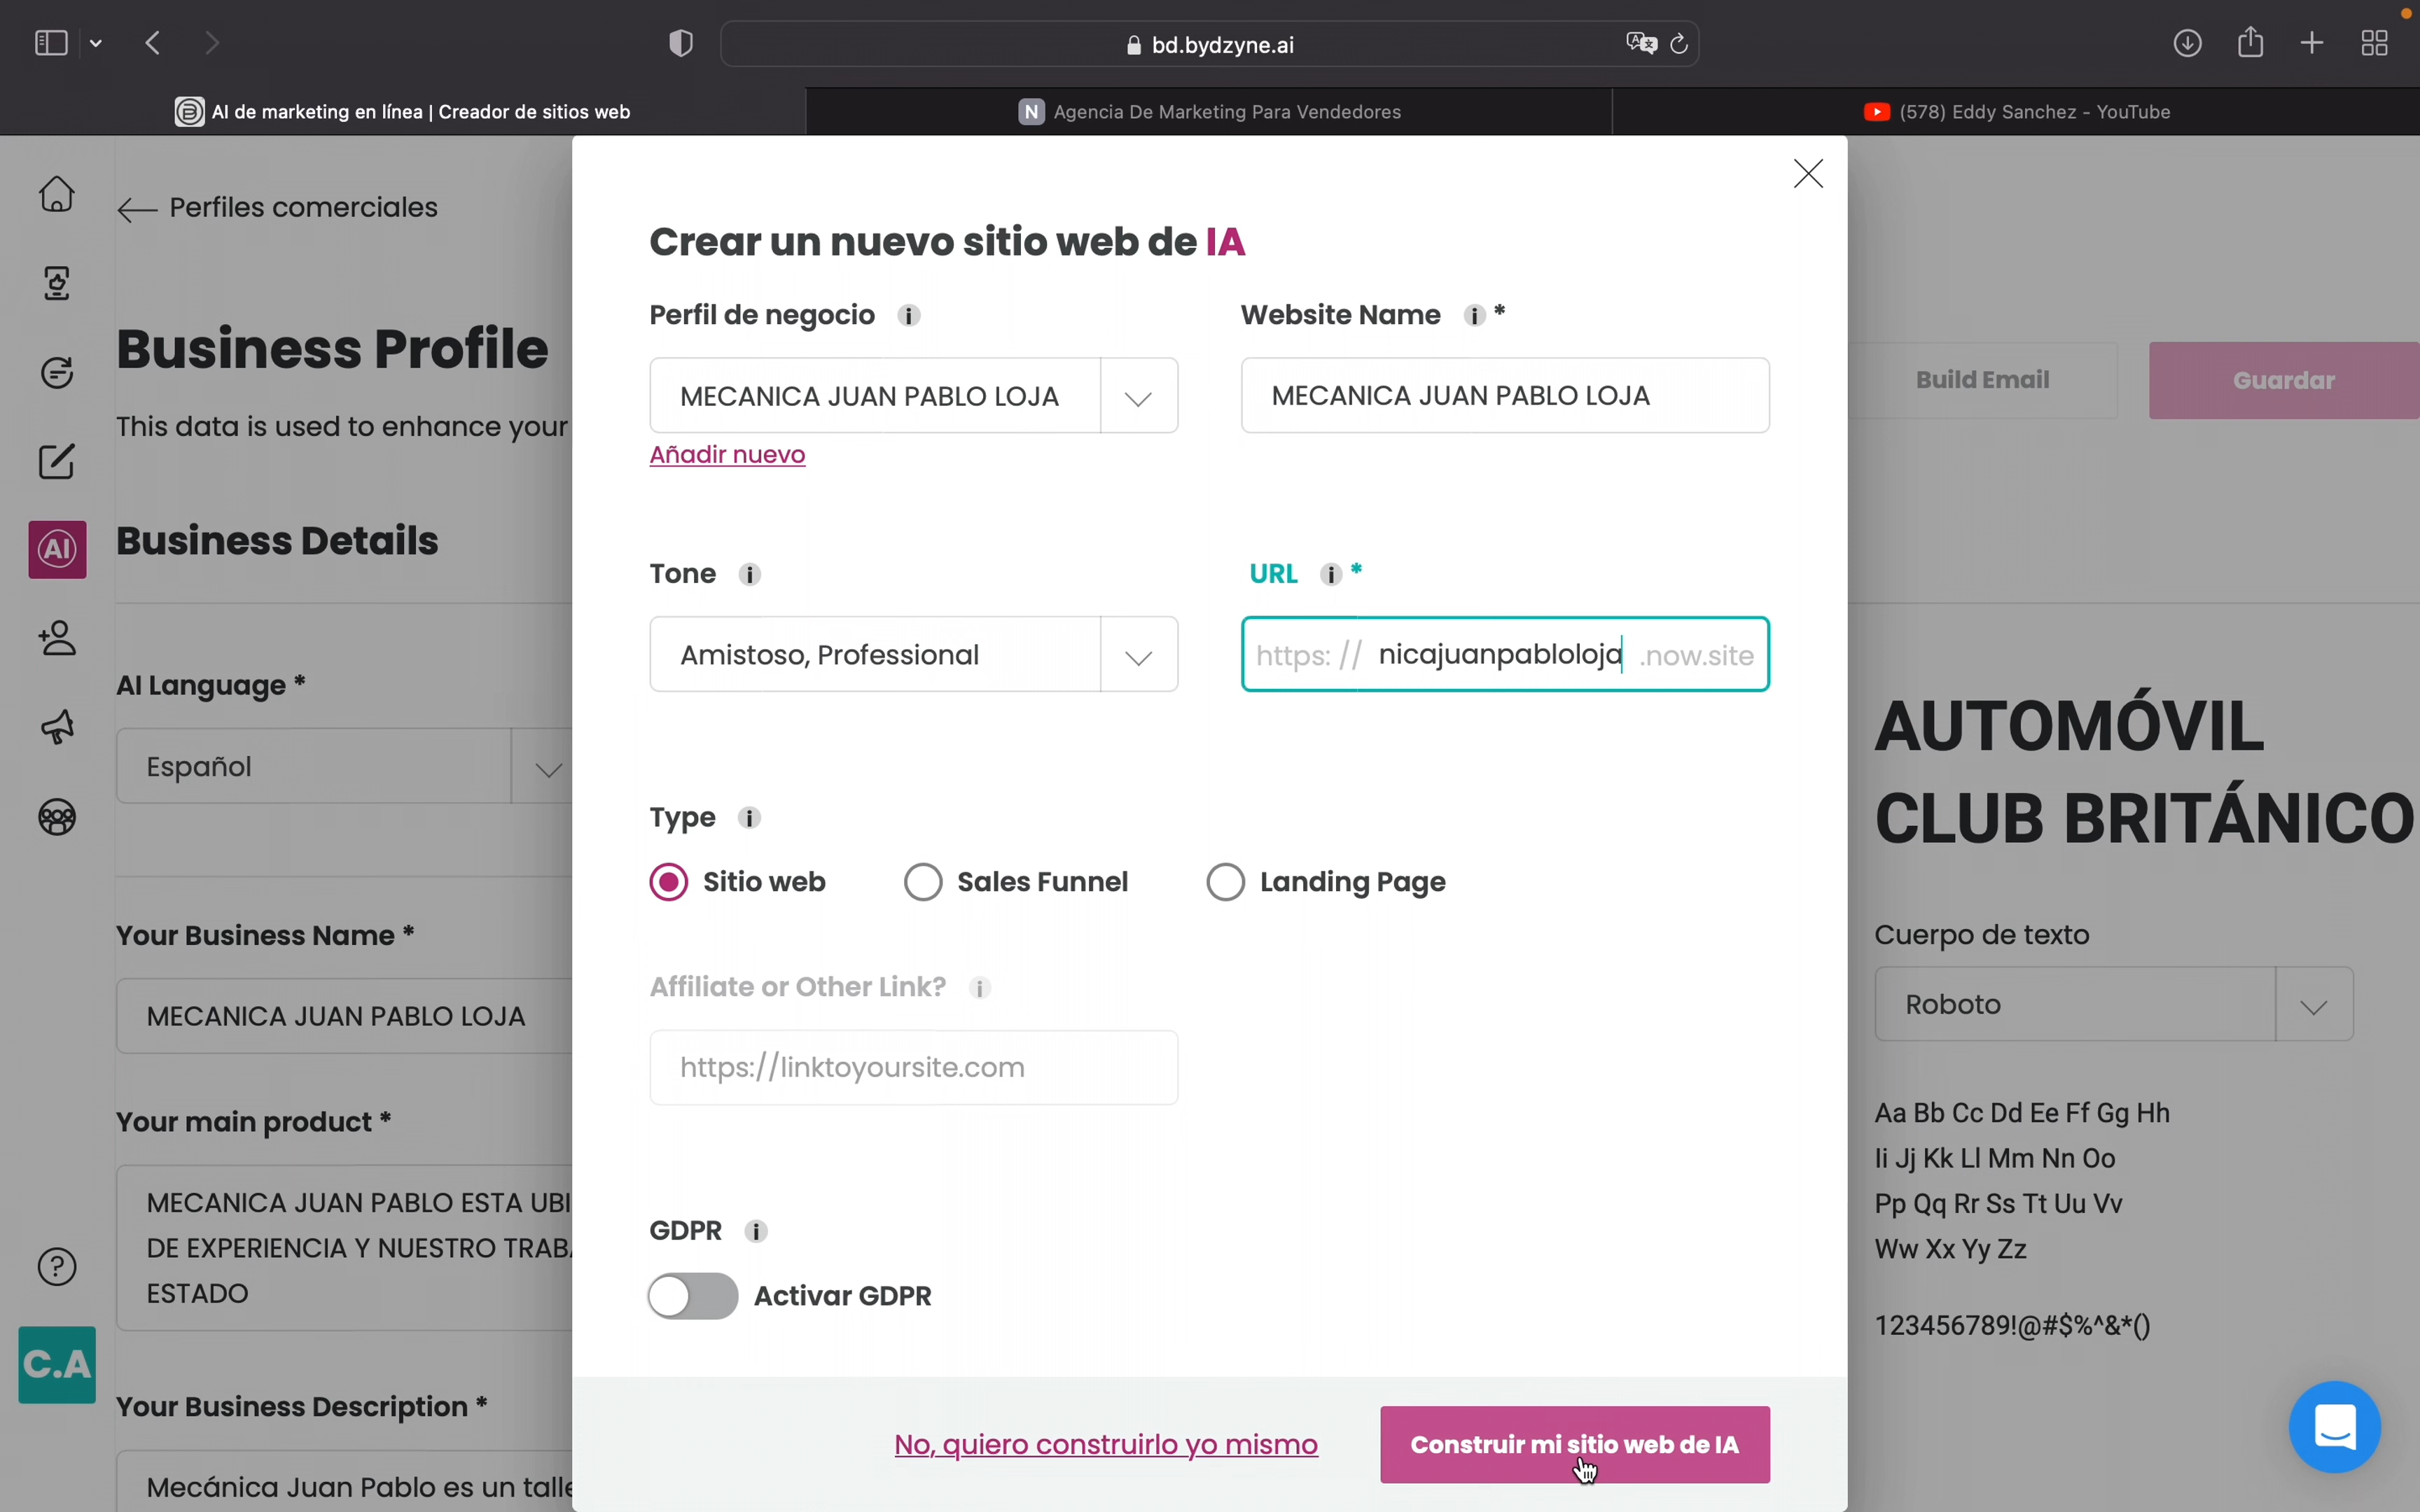 bd.bydzyne.ai
AI de marketing en línea | Creador de sitios web
N Agencia De Marketing Para Vendedores
(578) Eddy Sanchez - YouTube
Perfiles comerciales
Business Profile
This data is used to enhance your
Business Details
AI
AI Language *
Español
Your Business Name *
MECANICA JUAN PABLO LOJA
Your main product *
MECANICA JUAN PABLO ESTA UBI
DE EXPERIENCIA Y NUESTRO TRAB
ESTADO
C.A
Your Business Description *
Mecánica Juan Pablo es un talle
Crear un nuevo sitio web de IA
Perfil de negocio i
Website Name i *
MECANICA JUAN PABLO LOJA
MECANICA JUAN PABLO LOJA
Añadir nuevo
Tone i
URL i *
Amistoso, Professional
https: // nicajuanpabloloja .now.site
Type i
Sitio web
Sales Funnel
Landing Page
Affiliate or Other Link? i
https://linktoyoursite.com
GDPR i
Activar GDPR
No, quiero construirlo yo mismo
Construir mi sitio web de IA
Build Email
Guardar
AUTOMÓVIL
CLUB BRITÁNICO
Cuerpo de texto
Roboto
Aa Bb Cc Dd Ee Ff Gg Hh
Ii Jj Kk Ll Mm Nn Oo
Pp Qq Rr Ss Tt Uu Vv
Ww Xx Yy Zz
123456789!@#$%^&*()